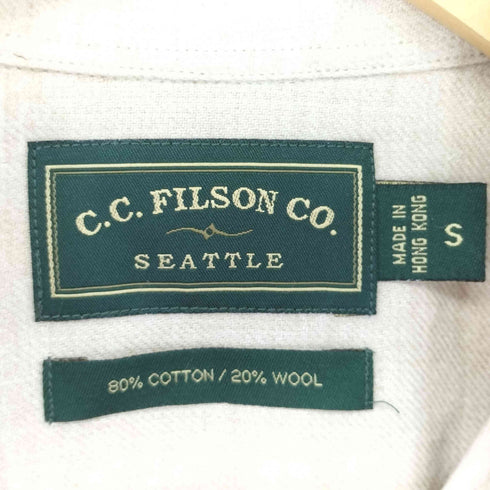 C.C. FILSON CO.
SEATTLE
MADE IN
HONG KONG
S
80% COTTON / 20% WOOL